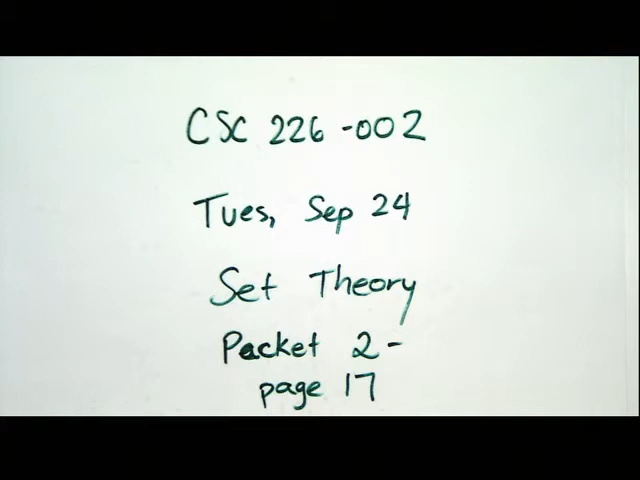 CSC 226-002
Tues, Sep 24
Set Theory
Packet 2-
page 17